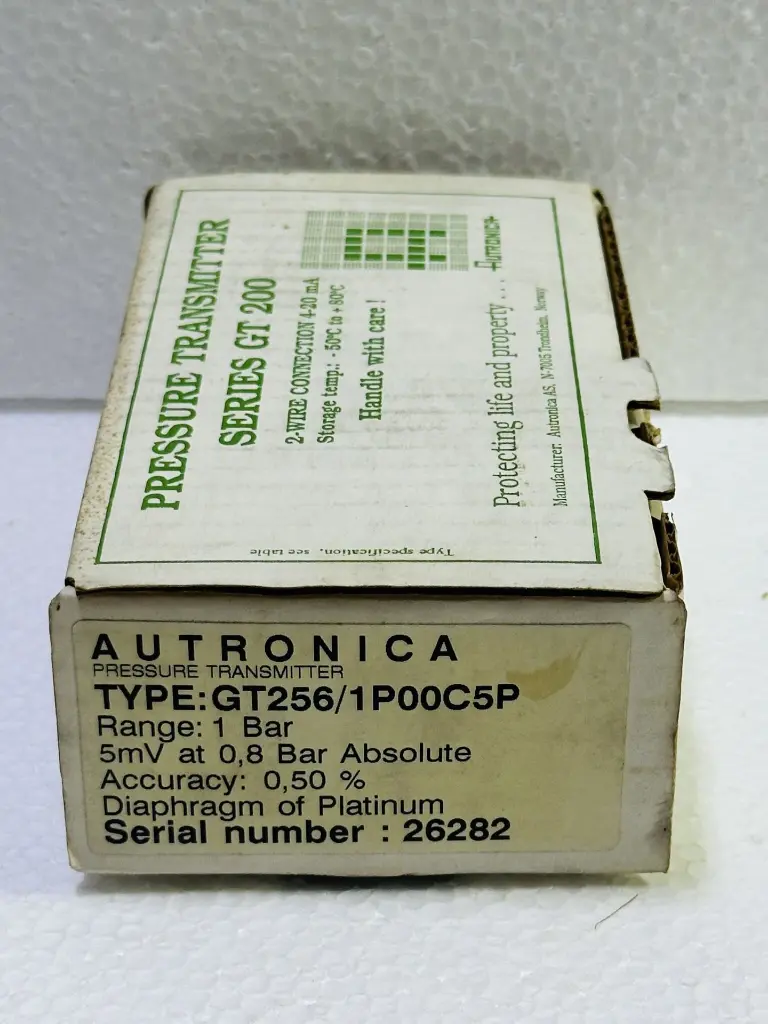 PRESSURE TRANSMITTER
SERIES GT 200
2-WIRE CONNECTION 4-20 mA
Storage temp.: - 50°C to + 80°C
Handle with care !
AUTRONICA
Protecting life and property . . .
Manufacturer. Autronica AS, N-7005 Trondheim, Norway
Type specification, see table
AUTRONICA
PRESSURE TRANSMITTER
TYPE:GT256/1P00C5P
Range: 1 Bar
5mV at 0,8 Bar Absolute
Accuracy: 0,50 %
Diaphragm of Platinum
Serial number : 26282